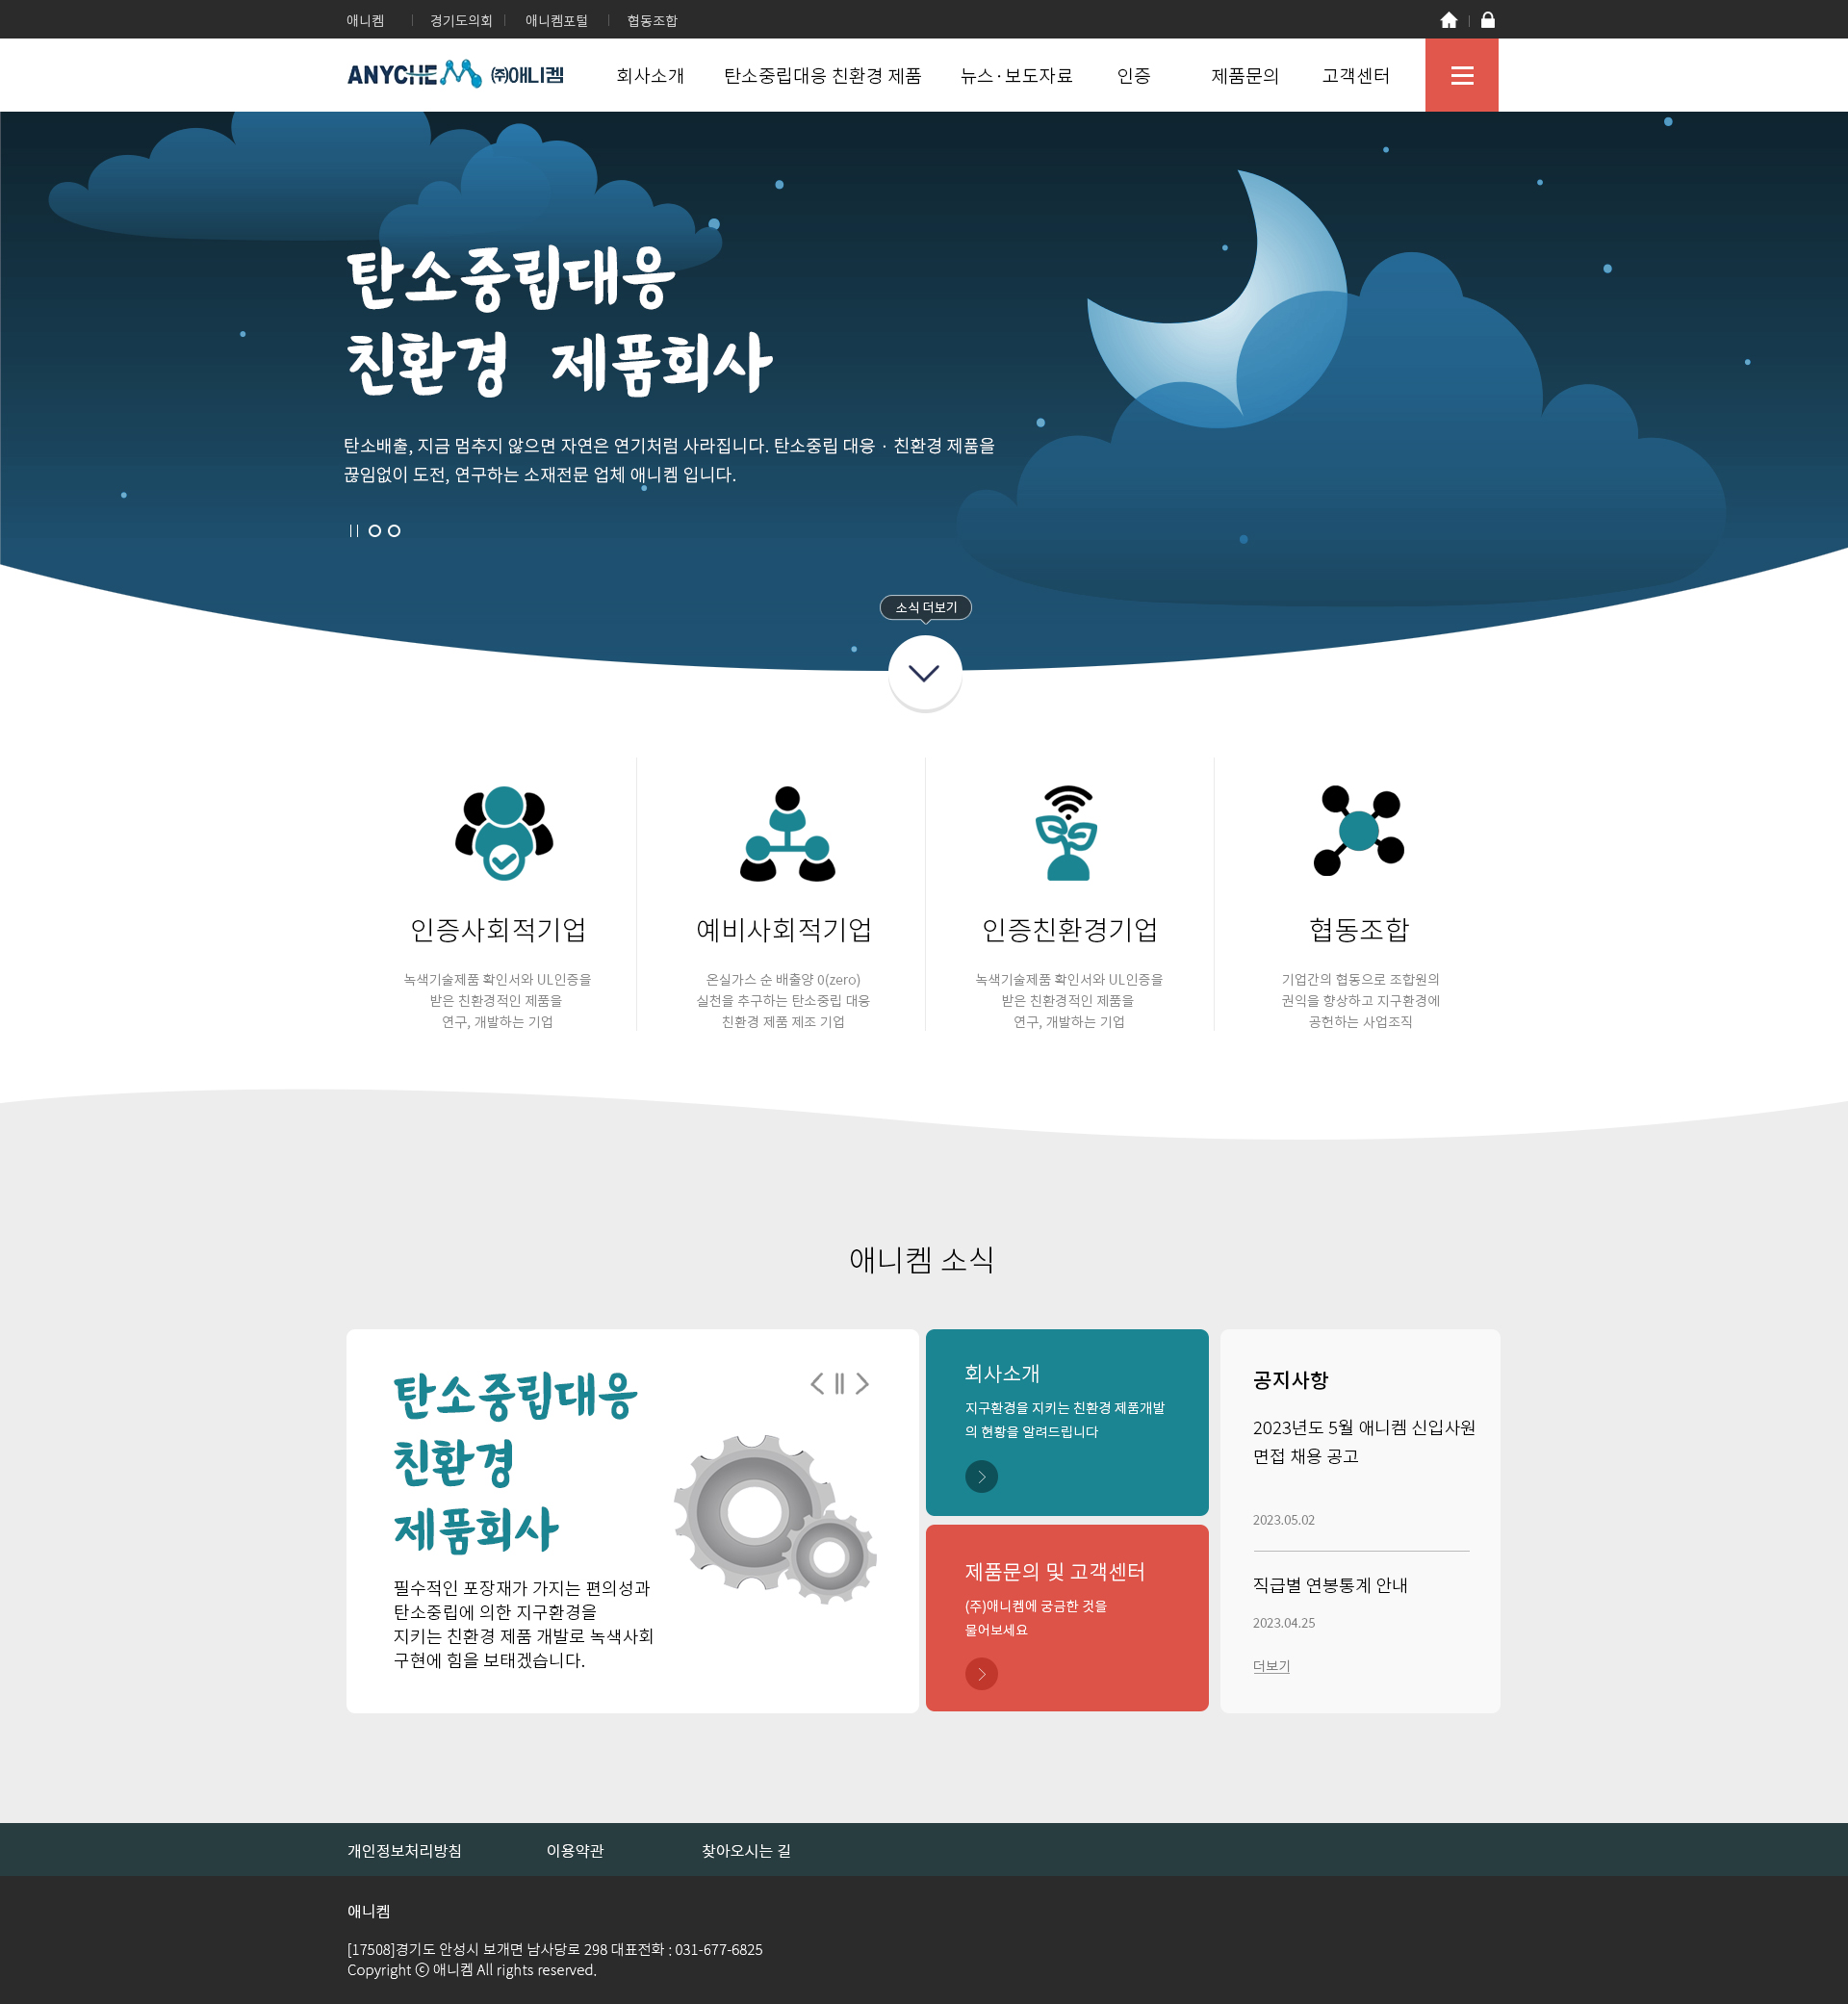 애니켐 경기도의회 애니켐포털 협동조합
ANYCHEM ㈜애니켐 회사소개 탄소중립대응 친환경 제품 뉴스·보도자료 인증 제품문의 고객센터
탄소중립대응
친환경 제품회사
탄소배출, 지금 멈추지 않으면 자연은 연기처럼 사라집니다. 탄소중립 대응 · 친환경 제품을
끊임없이 도전, 연구하는 소재전문 업체 애니켐 입니다.
소식 더보기
인증사회적기업
녹색기술제품 확인서와 UL인증을
받은 친환경적인 제품을
연구, 개발하는 기업
예비사회적기업
온실가스 순 배출양 0(zero)
실천을 추구하는 탄소중립 대응
친환경 제품 제조 기업
인증친환경기업
녹색기술제품 확인서와 UL인증을
받은 친환경적인 제품을
연구, 개발하는 기업
협동조합
기업간의 협동으로 조합원의
권익을 향상하고 지구환경에
공헌하는 사업조직
애니켐 소식
탄소중립대응
친환경
제품회사
필수적인 포장재가 가지는 편의성과
탄소중립에 의한 지구환경을
지키는 친환경 제품 개발로 녹색사회
구현에 힘을 보태겠습니다.
회사소개
지구환경을 지키는 친환경 제품개발
의 현황을 알려드립니다
제품문의 및 고객센터
(주)애니켐에 궁금한 것을
물어보세요
공지사항
2023년도 5월 애니켐 신입사원
면접 채용 공고
2023.05.02
직급별 연봉통계 안내
2023.04.25
더보기
개인정보처리방침 이용약관 찾아오시는 길
애니켐
[17508]경기도 안성시 보개면 남사당로 298 대표전화 : 031-677-6825
Copyright ⓒ 애니켐 All rights reserved.